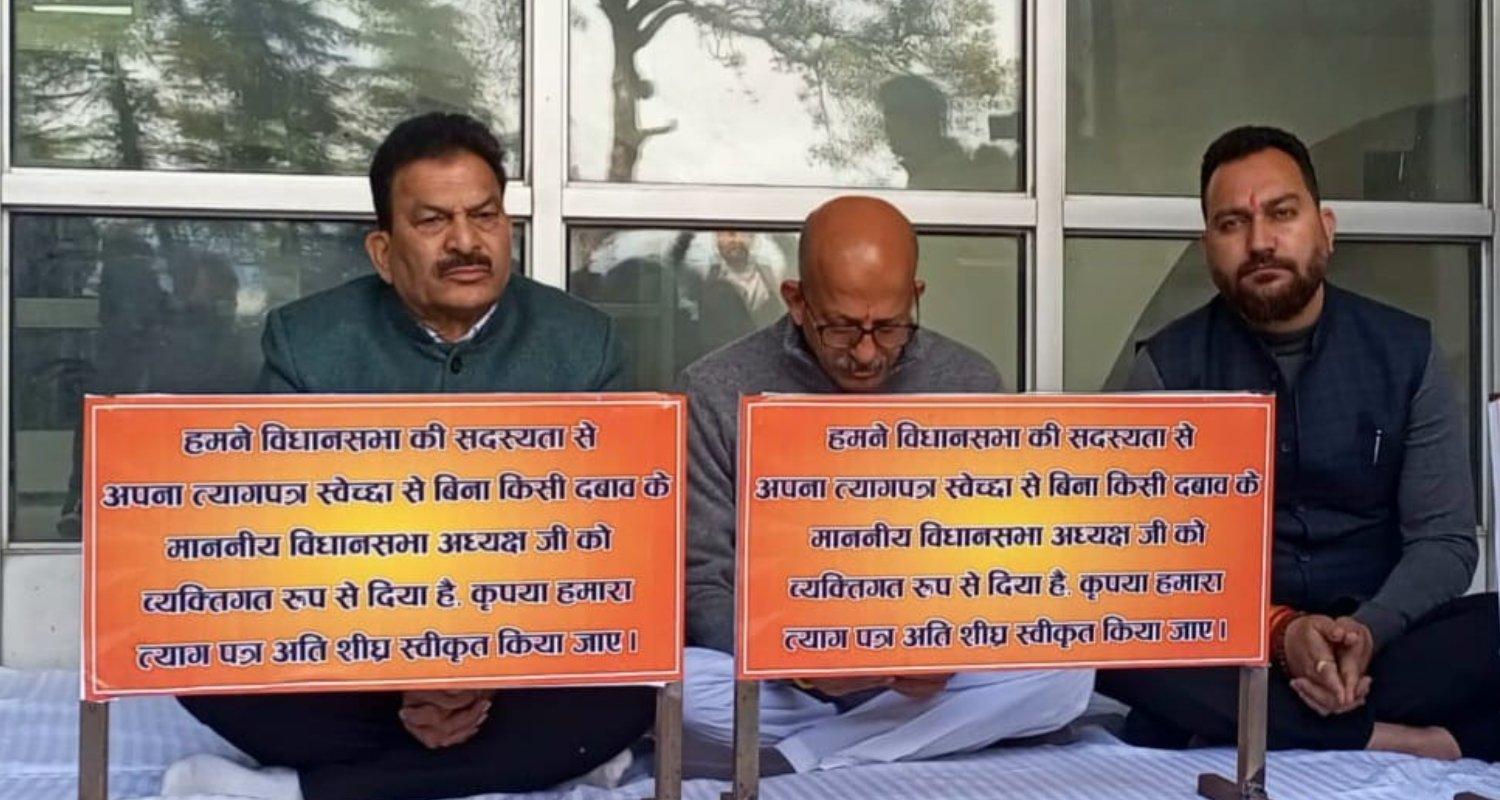 हमने विधानसभा की सदस्यता से
अपना त्यागपत्र स्वेच्छा से बिना किसी दबाव के
माननीय विधानसभा अध्यक्ष जी को
व्यक्तिगत रूप से दिया है. कृपया हमारा
त्याग पत्र अति शीघ्र स्वीकृत किया जाए।
हमने विधानसभा की सदस्यता से
अपना त्यागपत्र स्वेच्छा से बिना किसी दबाव के
माननीय विधानसभा अध्यक्ष जी को
व्यक्तिगत रूप से दिया है. कृपया हमारा
त्याग पत्र अति शीघ्र स्वीकृत किया जाए।